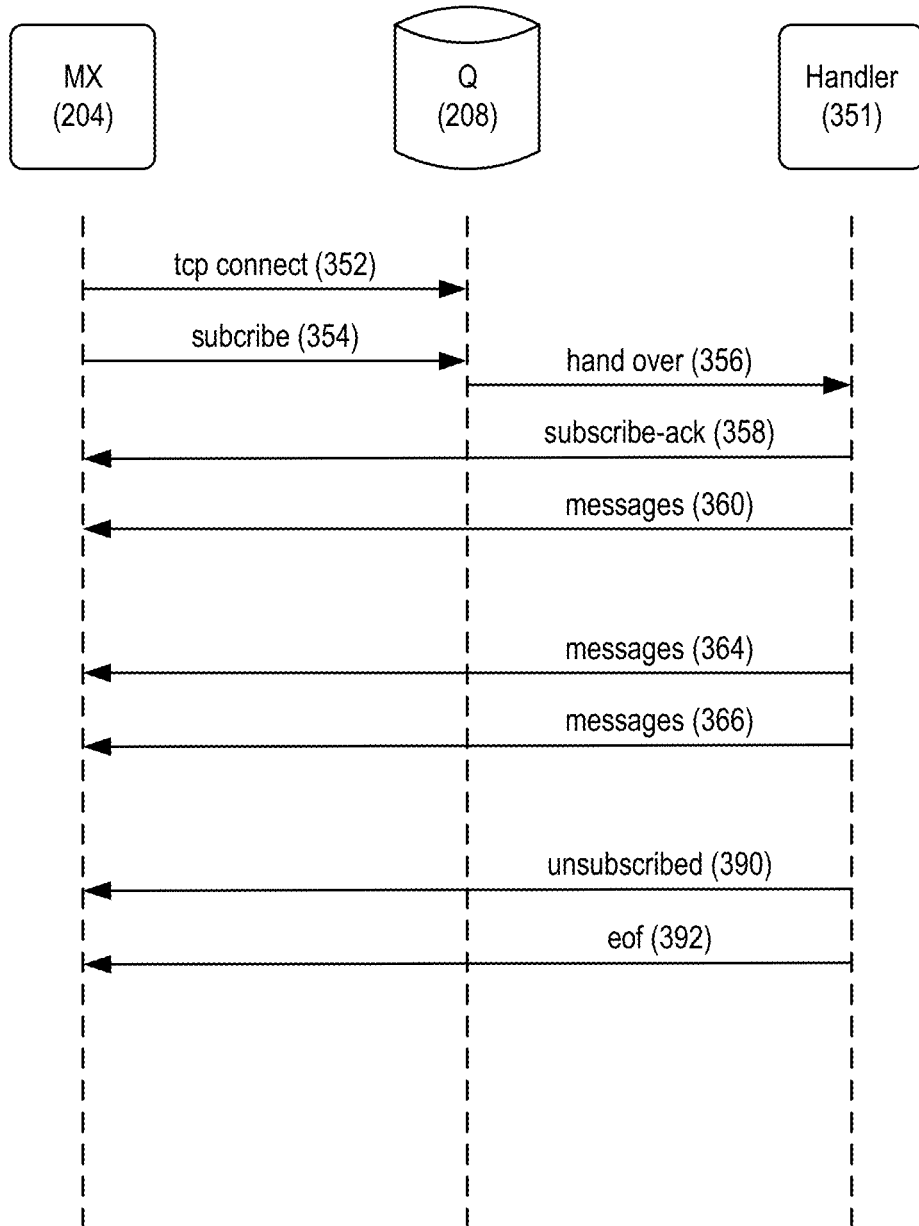 MX
(204)
Q
(208)
Handler
(351)
tcp connect (352)
subcribe (354)
hand over (356)
subscribe-ack (358)
messages (360)
messages (364)
messages (366)
unsubscribed (390)
eof (392)